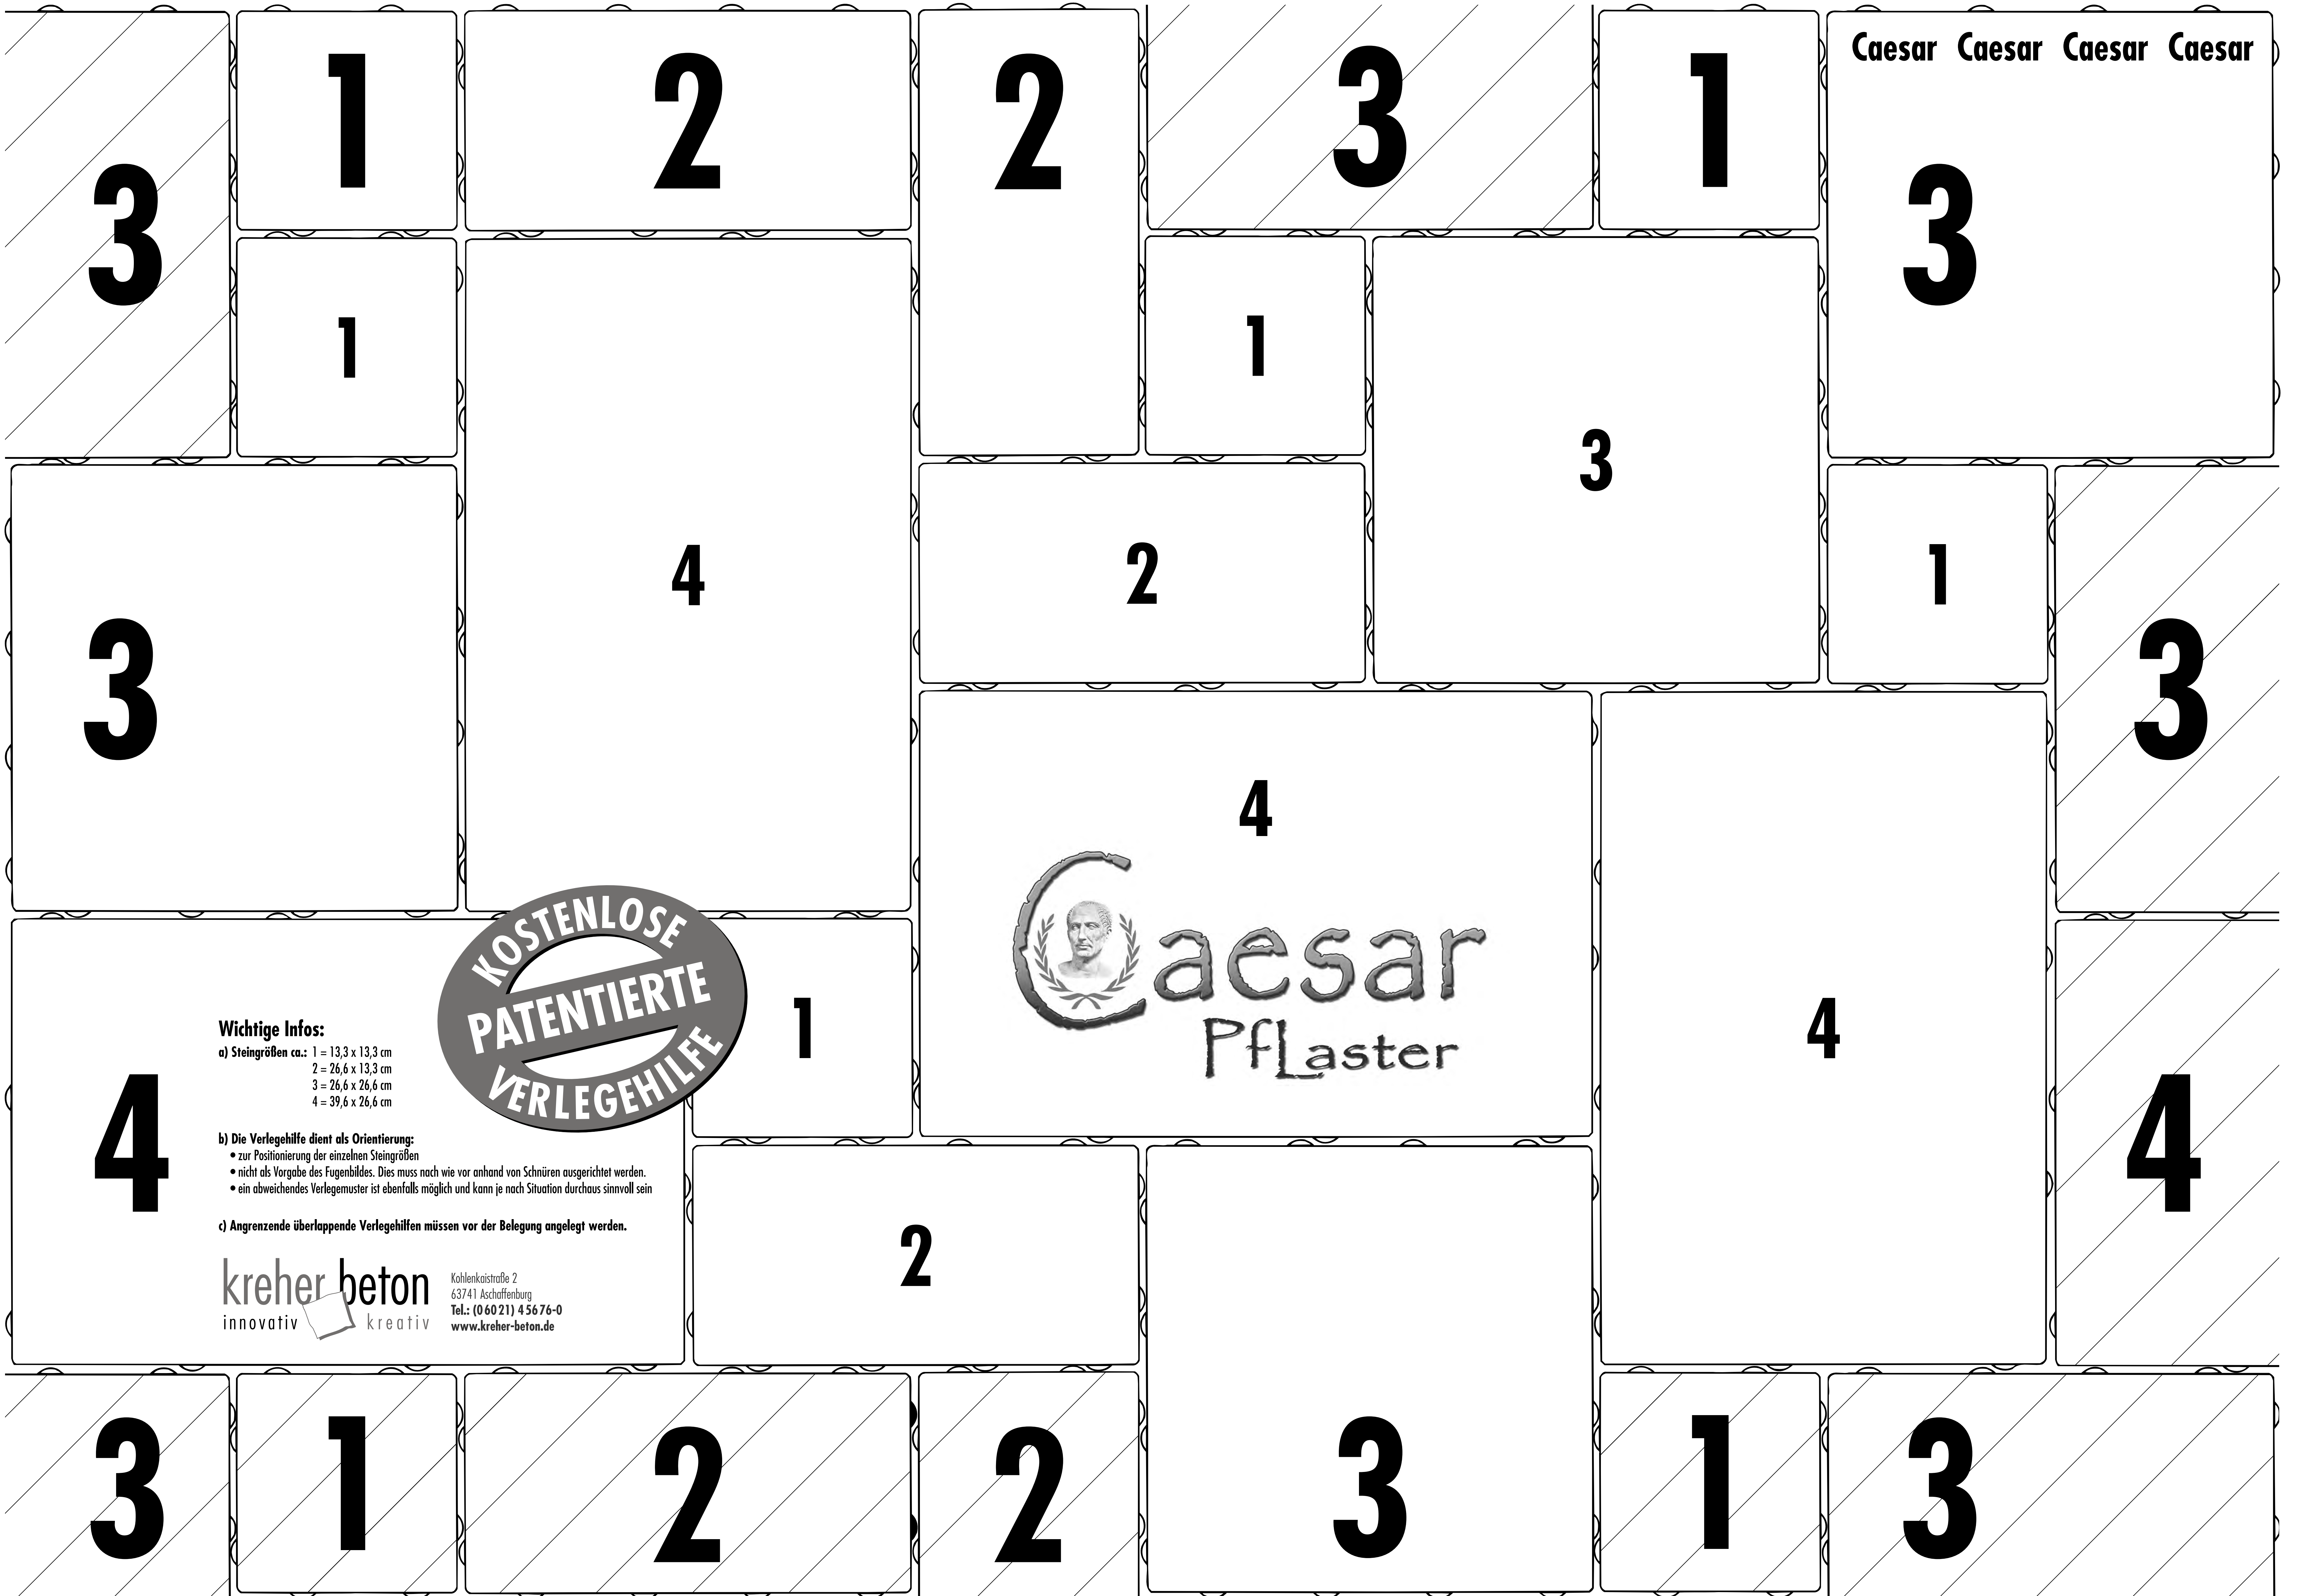 3
1
2
2
3
1
Caesar Caesar Caesar Caesar
3
1
1
3
3
4
2
1
3
4
KOSTENLOSE
PATENTIERTE
VERLEGEHILFE
1
Caesar
PfLaster
4
4
4
Wichtige Infos:
a) Steingrößen ca.: 1 = 13,3 x 13,3 cm
2 = 26,6 x 13,3 cm
3 = 26,6 x 26,6 cm
4 = 39,6 x 26,6 cm
b) Die Verlegehilfe dient als Orientierung:
• zur Positionierung der einzelnen Steingrößen
• nicht als Vorgabe des Fugenbildes. Dies muss nach wie vor anhand von Schnüren ausgerichtet werden.
• ein abweichendes Verlegemuster ist ebenfalls möglich und kann je nach Situation durchaus sinnvoll sein
c) Angrenzende überlappende Verlegehilfen müssen vor der Belegung angelegt werden.
kreher beton
innovativ kreativ
Kohlenkaistraße 2
63741 Aschaffenburg
Tel.: (0 60 21) 4 56 76-0
www.kreher-beton.de
2
3
1
2
2
3
1
3